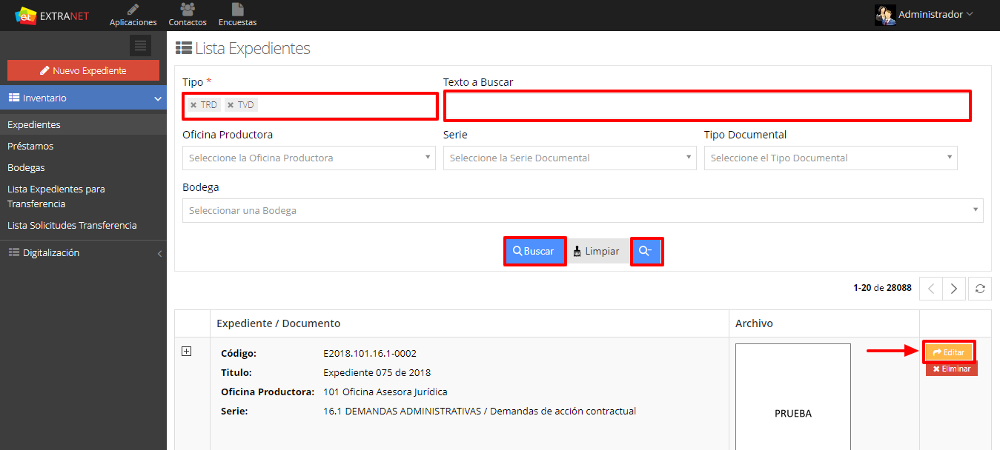 et EXTRANET
Aplicaciones
Contactos
Encuestas
Administrador
Nuevo Expediente
Inventario
Expedientes
Préstamos
Bodegas
Lista Expedientes para
Transferencia
Lista Solicitudes Transferencia
Digitalización
Lista Expedientes
Tipo *
Texto a Buscar
× TRD × TVD
Oficina Productora
Serie
Tipo Documental
Seleccione la Oficina Productora
Seleccione la Serie Documental
Seleccione el Tipo Documental
Bodega
Seleccionar una Bodega
Buscar
Limpiar
1-20 de 28088
Expediente / Documento
Archivo
Código: E2018.101.16.1-0002
Titulo: Expediente 075 de 2018
Oficina Productora: 101 Oficina Asesora Jurídica
Serie: 16.1 DEMANDAS ADMINISTRATIVAS / Demandas de acción contractual
PRUEBA
Editar
Eliminar